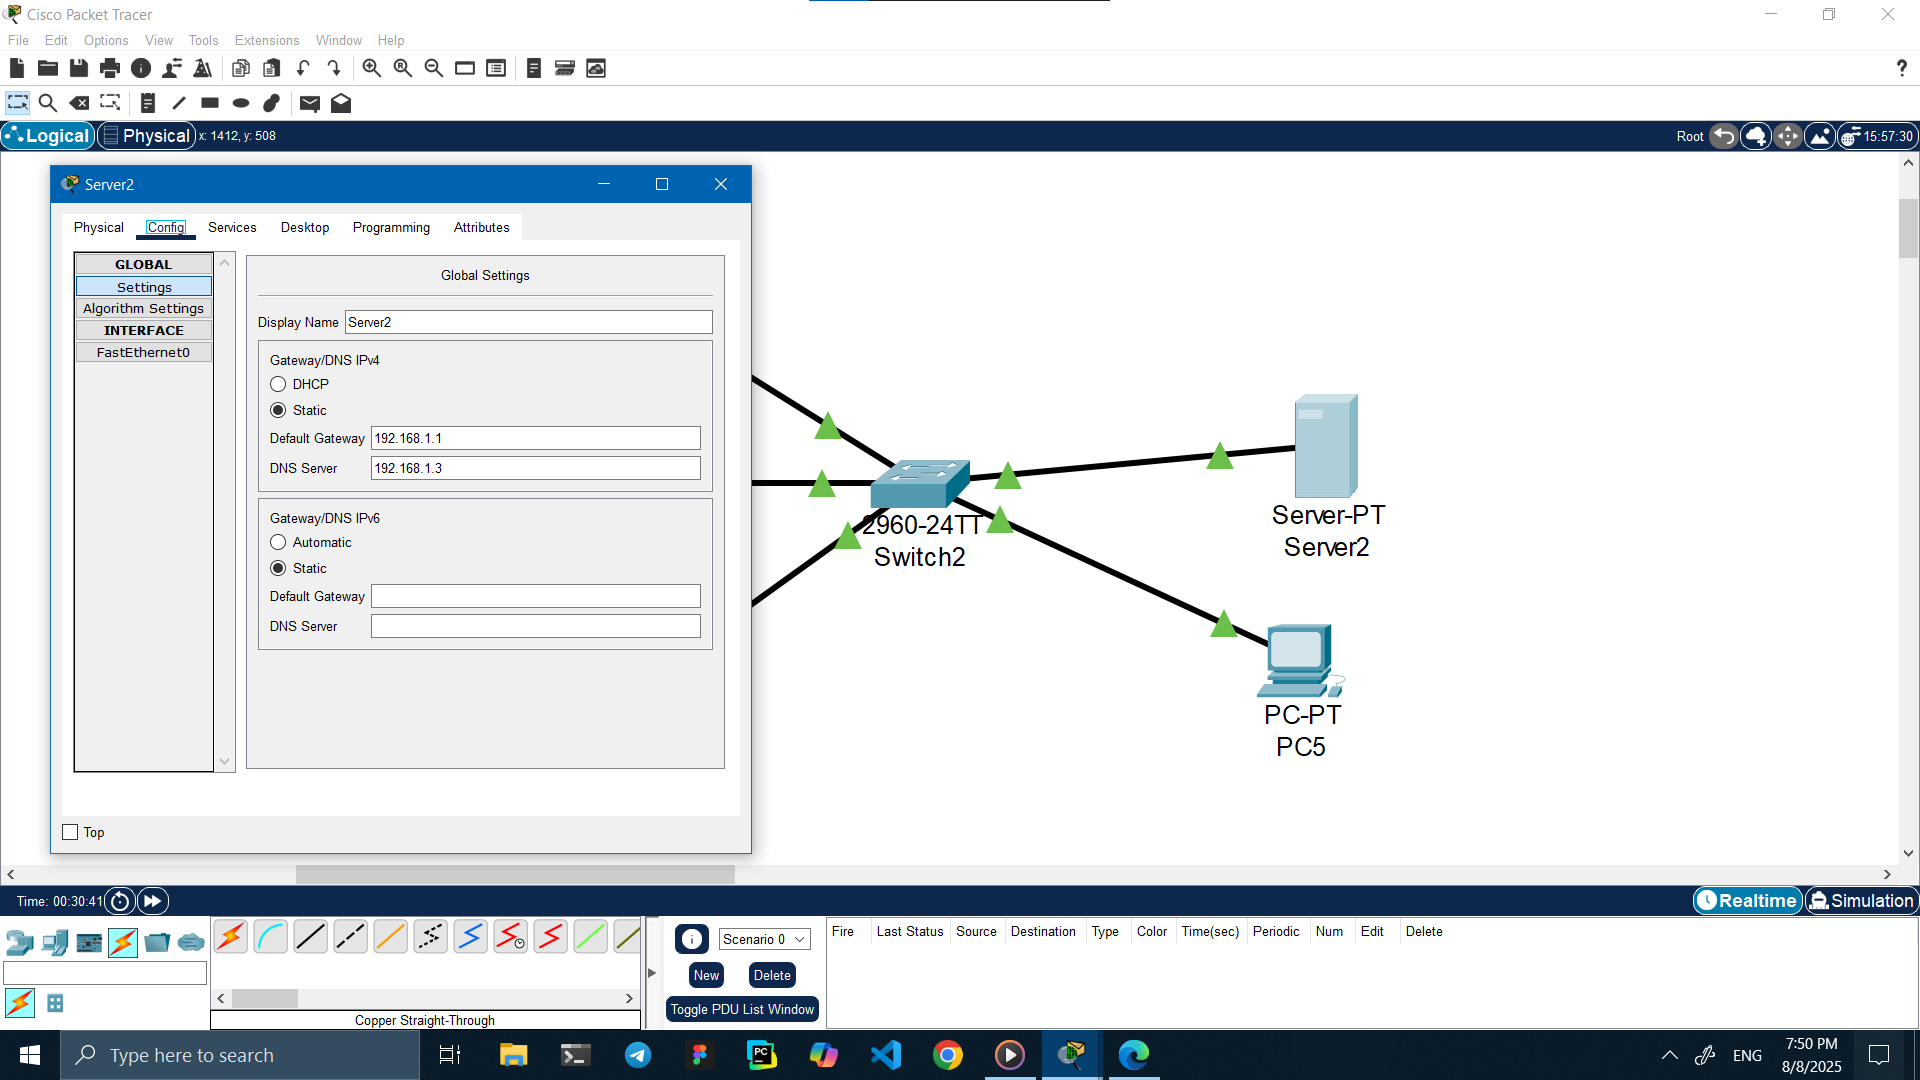 Cisco Packet Tracer
File Edit Options View Tools Extensions Window Help
?
Logical Physical x: 1412, y: 508 Root 15:57:30
Server2
Physical Config Services Desktop Programming Attributes
GLOBAL
Settings
Algorithm Settings
INTERFACE
FastEthernet0
Global Settings
Display Name Server2
Gateway/DNS IPv4
DHCP
Static
Default Gateway 192.168.1.1
DNS Server 192.168.1.3
Gateway/DNS IPv6
Automatic
Static
Default Gateway
DNS Server
Top
2960-24TT
Switch2
Server-PT
Server2
PC-PT
PC5
Time: 00:30:41 Realtime Simulation
Scenario 0
New Delete
Toggle PDU List Window
Fire Last Status Source Destination Type Color Time(sec) Periodic Num Edit Delete
Copper Straight-Through
Type here to search
PC
ENG
7:50 PM
8/8/2025